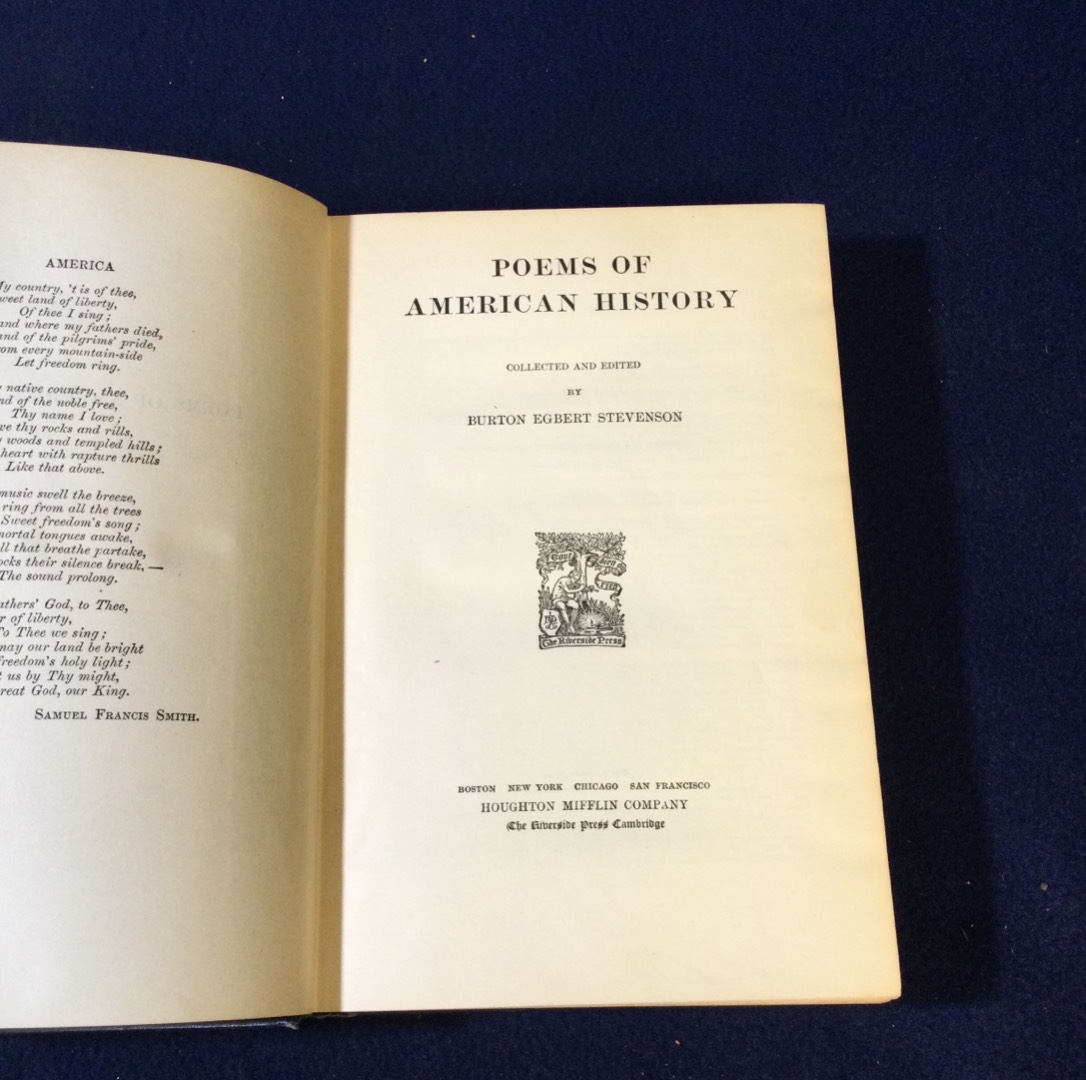 AMERICA
My country, 't is of thee,
weet land of liberty,
Of thee I sing;
and where my fathers died,
and of the pilgrims' pride,
om every mountain-side
Let freedom ring.
native country, thee,
nd of the noble free,
Thy name I love;
ve thy rocks and rills,
woods and templed hills;
heart with rapture thrills
Like that above.
music swell the breeze,
ring from all the trees
Sweet freedom's song;
mortal tongues awake,
ll that breathe partake,
ocks their silence break, —
The sound prolong.
athers' God, to Thee,
r of liberty,
To Thee we sing;
may our land be bright
freedom's holy light;
t us by Thy might,
reat God, our King.
SAMUEL FRANCIS SMITH.
POEMS OF
AMERICAN HISTORY
COLLECTED AND EDITED
BY
BURTON EGBERT STEVENSON
The Riverside Press
BOSTON NEW YORK CHICAGO SAN FRANCISCO
HOUGHTON MIFFLIN COMPANY
The Riverside Press Cambridge